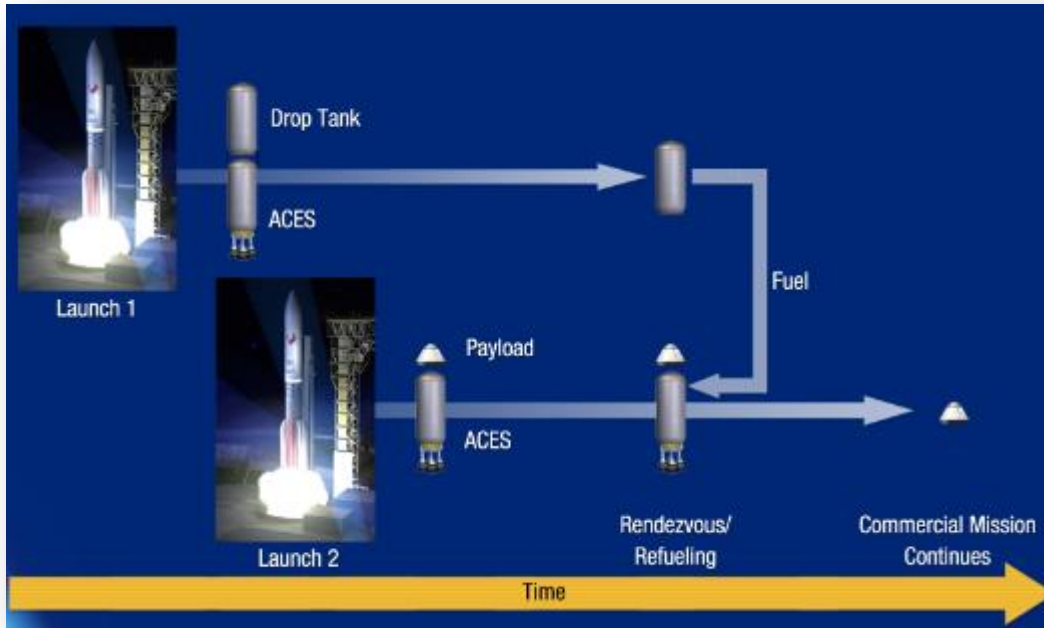 Drop Tank
ACES
Launch 1
Fuel
Payload
ACES
Launch 2
Rendezvous/
Refueling
Commercial Mission
Continues
Time